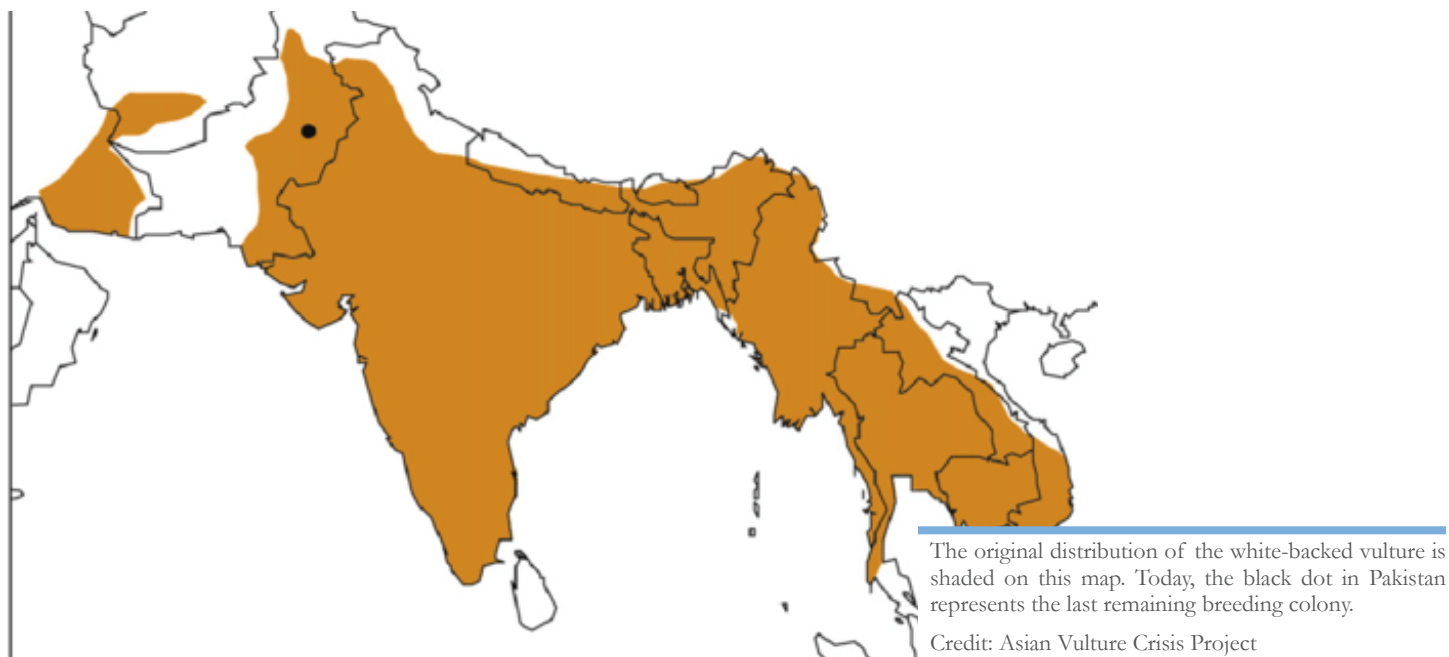 The original distribution of the white-backed vulture is
shaded on this map. Today, the black dot in Pakistan
represents the last remaining breeding colony.
Credit: Asian Vulture Crisis Project